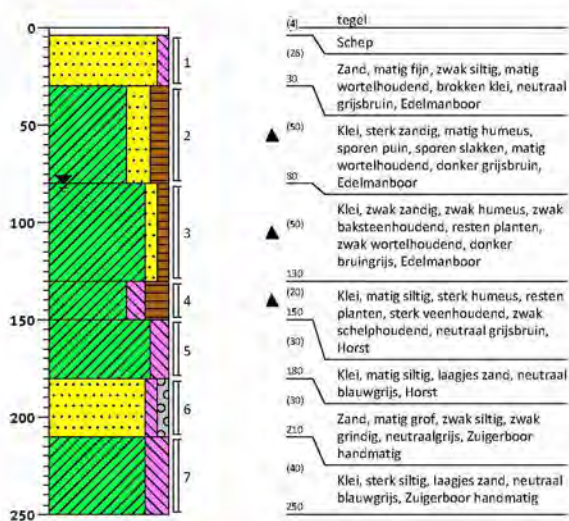 0
50
100
150
200
250
1
2
3
4
5
6
7
(4) tegel
Schep
(26)
30
Zand, matig fijn, zwak siltig, matig
wortelhoudend, brokken klei, neutraal
grijsbruin, Edelmanboor
(50)
Klei, sterk zandig, matig humeus,
sporen puin, sporen slakken, matig
wortelhoudend, donker grijsbruin,
Edelmanboor
80
(50)
Klei, zwak zandig, zwak humeus, zwak
baksteenhoudend, resten planten,
zwak wortelhoudend, donker
bruingrijs, Edelmanboor
130
(20)
150
Klei, matig siltig, sterk humeus, resten
planten, sterk veenhoudend, zwak
schelphoudend, neutraal grijsbruin,
Horst
(30)
180
Klei, matig siltig, laagjes zand, neutraal
blauwgrijs, Horst
(30)
210
Zand, matig grof, zwak siltig, zwak
grindig, neutraalgrijs, Zuigerboor
handmatig
(40)
Klei, sterk siltig, laagjes zand, neutraal
blauwgrijs, Zuigerboor handmatig
250